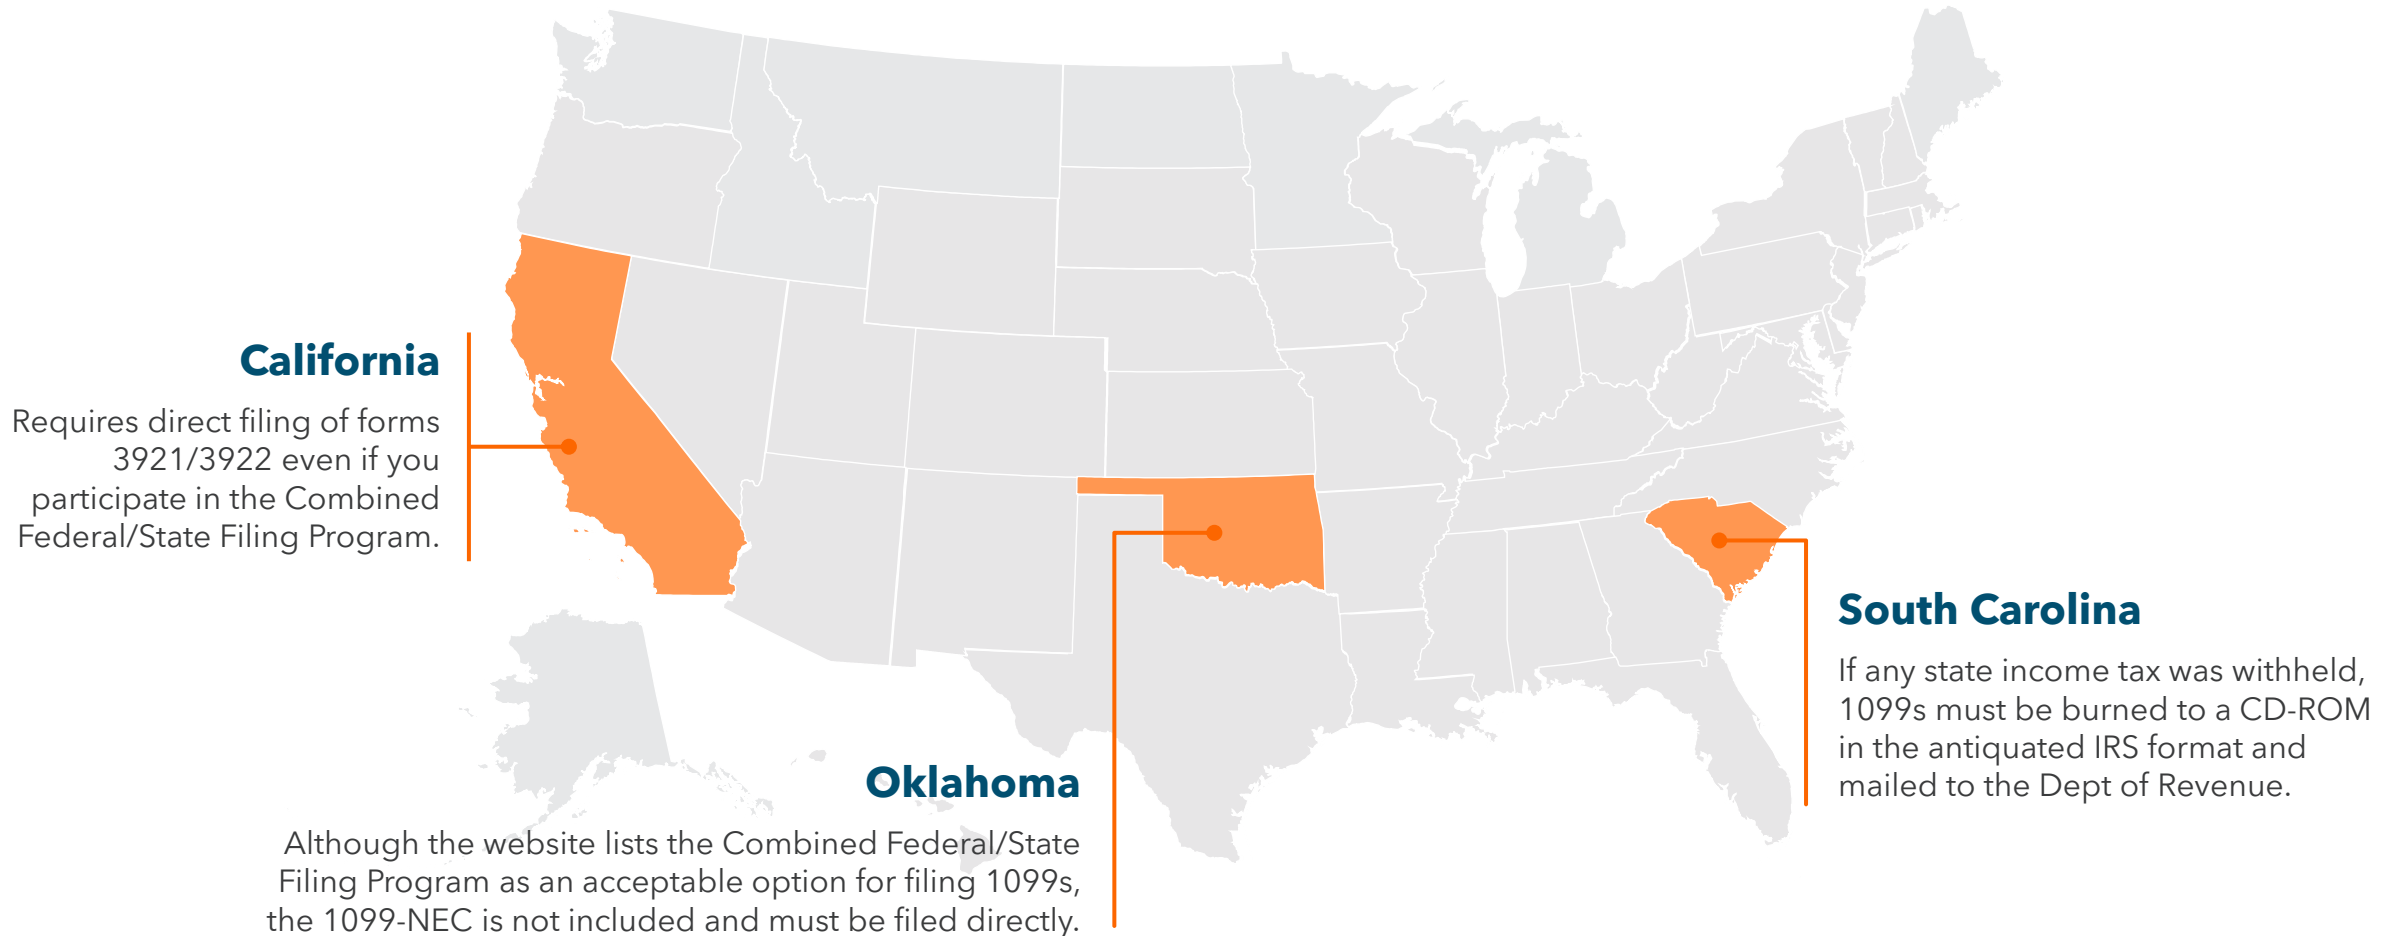 California
Requires direct filing of forms
3921/3922 even if you
participate in the Combined
Federal/State Filing Program.
Oklahoma
Although the website lists the Combined Federal/State
Filing Program as an acceptable option for filing 1099s,
the 1099-NEC is not included and must be filed directly.
South Carolina
If any state income tax was withheld,
1099s must be burned to a CD-ROM
in the antiquated IRS format and
mailed to the Dept of Revenue.